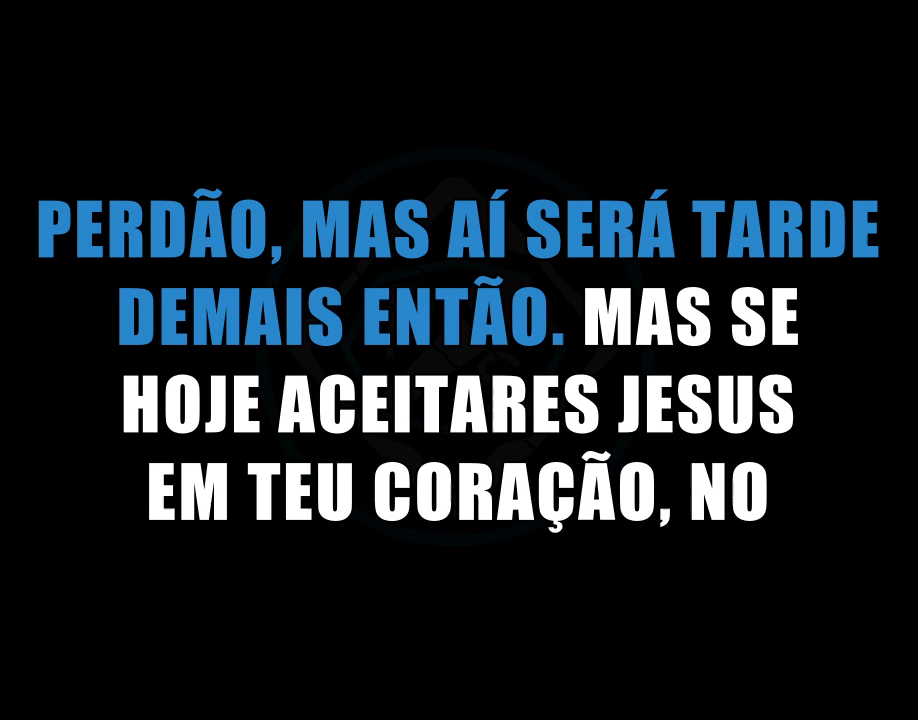 PERDÃO, MAS AÍ SERÁ TARDE
DEMAIS ENTÃO. MAS SE
HOJE ACEITARES JESUS
EM TEU CORAÇÃO, NO